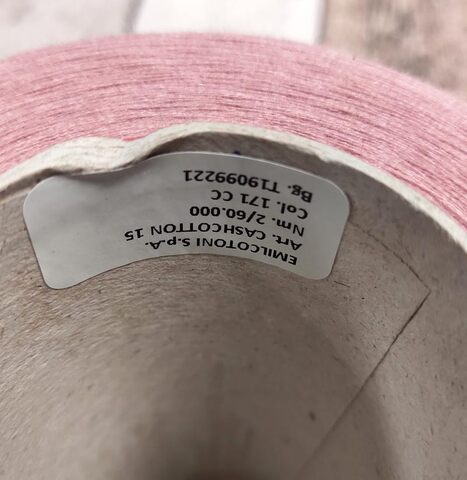 EMILCOTONI S.p.A.
Art. CASHCOTTON 15
Nm. 2/60.000
Col. 171 CC
Bg. T19099221